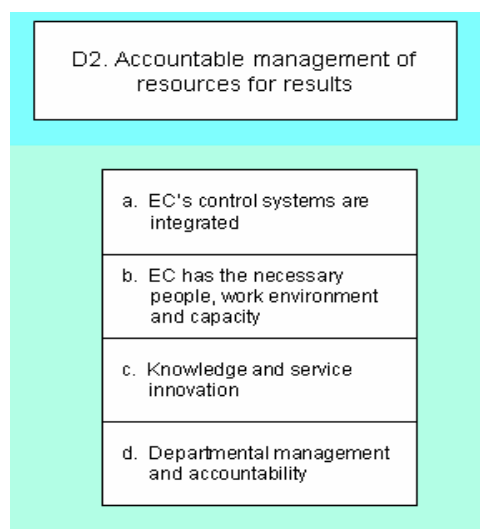 D2. Accountable management of
resources for results
a. EC's control systems are
integrated
b. EC has the necessary
people, work environment
and capacity
c. Knowledge and service
innovation
d. Departmental management
and accountability